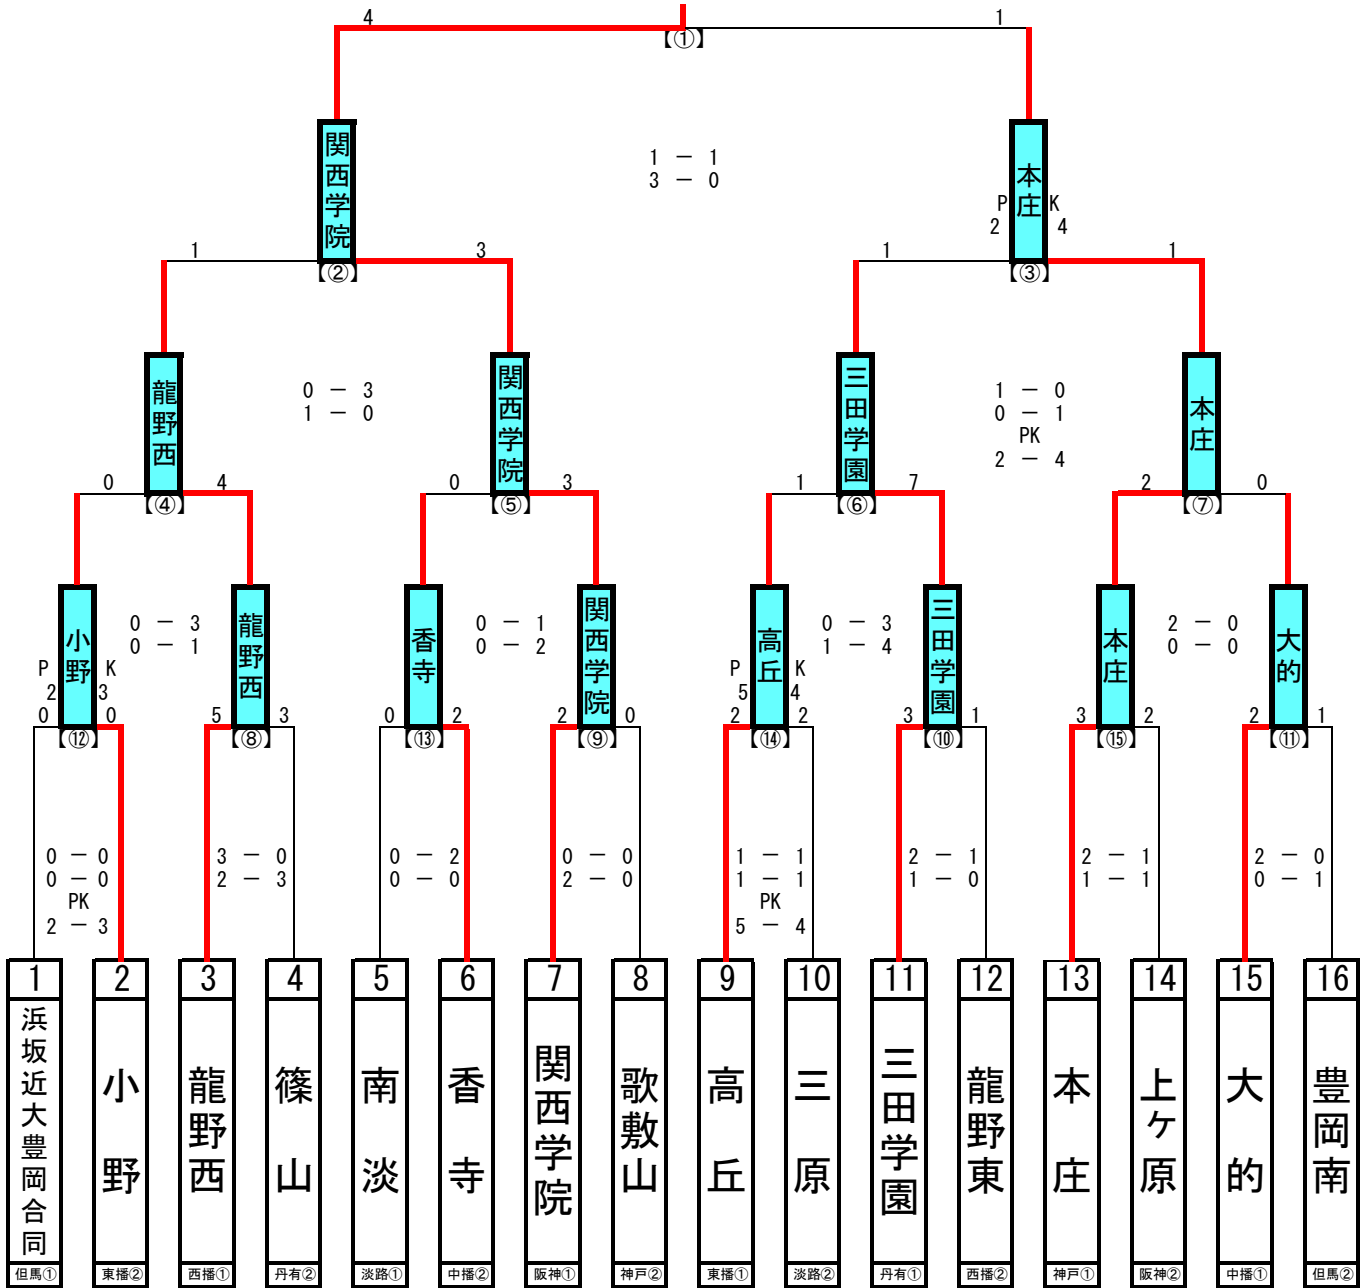 4 1
【①】
関西学院 本庄
1 － 1
3 － 0
P K
2 4
1 3 1 1
【②】 【③】
龍野西 関西学院 三田学園 本庄
0 － 3
1 － 0
1 － 0
0 － 1
PK
2 － 4
0 4 0 3 1 7 2 0
【④】 【⑤】 【⑥】 【⑦】
小野 龍野西 香寺 関西学院 高丘 三田学園 本庄 大的
0 － 3 0 － 1 0 － 3 2 － 0
0 － 1 0 － 2 1 － 4 0 － 0
P K P K
2 3 5 4
0 0 5 3 0 2 2 0 2 2 3 1 3 2 2 1
【⑫】 【⑧】 【⑬】 【⑨】 【⑭】 【⑩】 【⑮】 【⑪】
0 － 0 3 － 0 0 － 2 0 － 0 1 － 1 2 － 1 2 － 1 2 － 0
0 － 0 2 － 3 0 － 0 2 － 0 1 － 1 1 － 0 1 － 1 0 － 1
PK PK
2 － 3 5 － 4
1 2 3 4 5 6 7 8 9 10 11 12 13 14 15 16
浜坂近大豊岡合同 小野 龍野西 篠山 南淡 香寺 関西学院 歌敷山 高丘 三原 三田学園 龍野東 本庄 上ケ原 大的 豊岡南
但馬① 東播② 西播① 丹有② 淡路① 中播② 阪神① 神戸② 東播① 淡路② 丹有① 西播② 神戸① 阪神② 中播① 但馬②